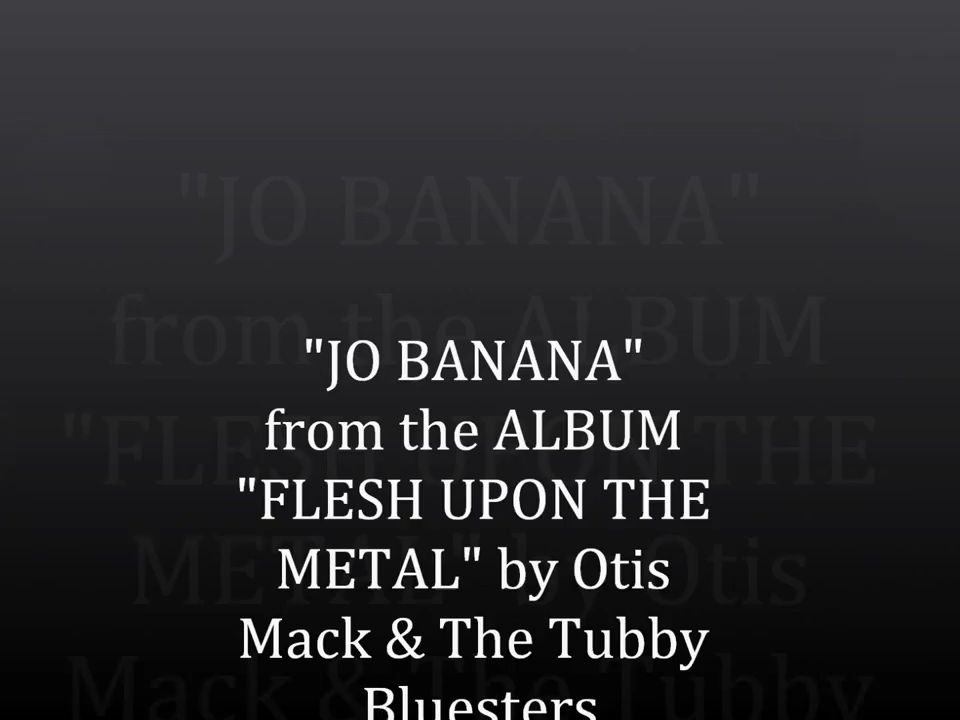 "JO BANANA"
from the ALBUM
"FLESH UPON THE
METAL" by Otis
Mack & The Tubby
Bluesters